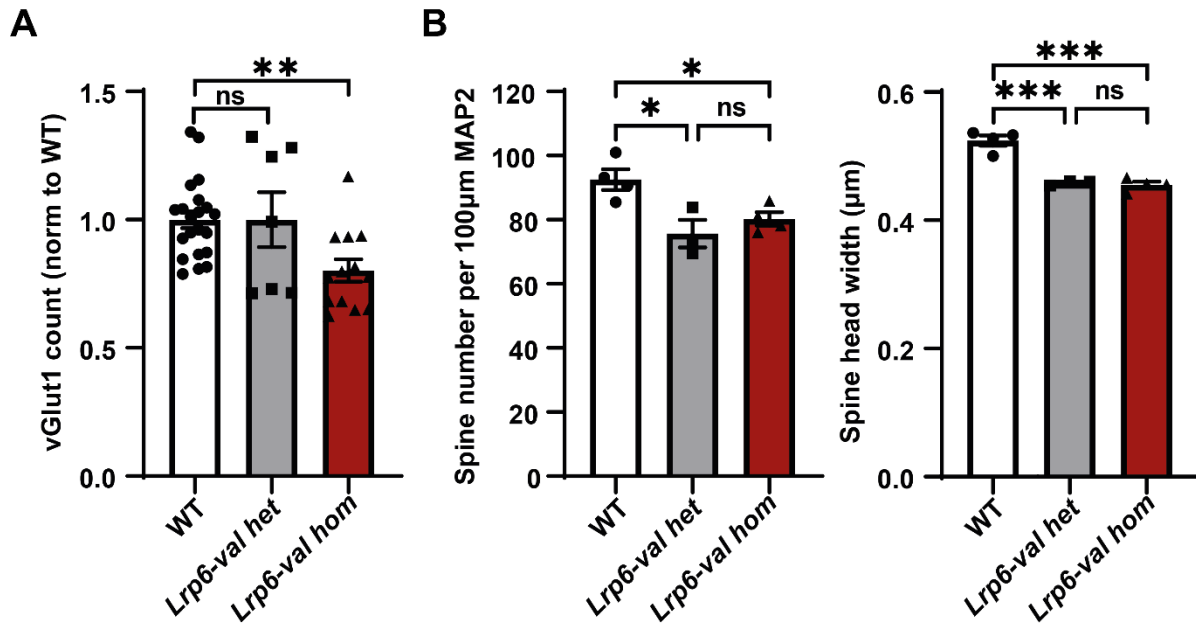 A
vGlut1 count (norm to WT)
1.5
1.0
0.5
0.0
**
ns
WT
Lrp6-val het
Lrp6-val hom
B
Spine number per 100µm MAP2
120
100
80
60
40
20
0
*
*
ns
WT
Lrp6-val het
Lrp6-val hom
Spine head width (µm)
0.6
0.4
0.2
0.0
***
***
ns
WT
Lrp6-val het
Lrp6-val hom